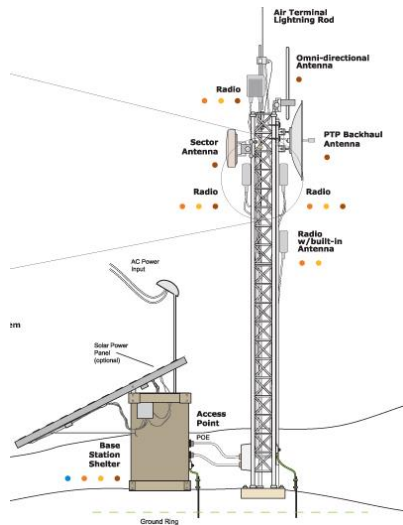 Air Terminal
Lightning Rod
Omni-directional
Antenna
Radio
Sector
Antenna
PTP Backhaul
Antenna
Radio
Radio
Radio
w/built-in
Antenna
AC Power
Input
em
Solar Power
Panel
(optional)
Access
Point
POE
Base
Station
Shelter
Ground Ring